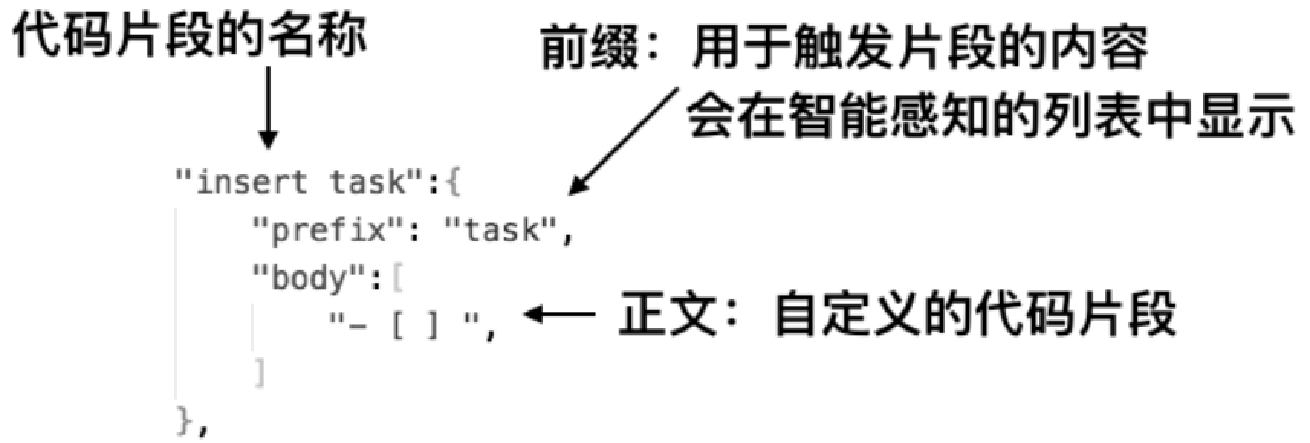 代码片段的名称
前缀：用于触发片段的内容
会在智能感知的列表中显示
"insert task":{
"prefix": "task",
"body":[
"- [ ] ",
正文：自定义的代码片段
]
},